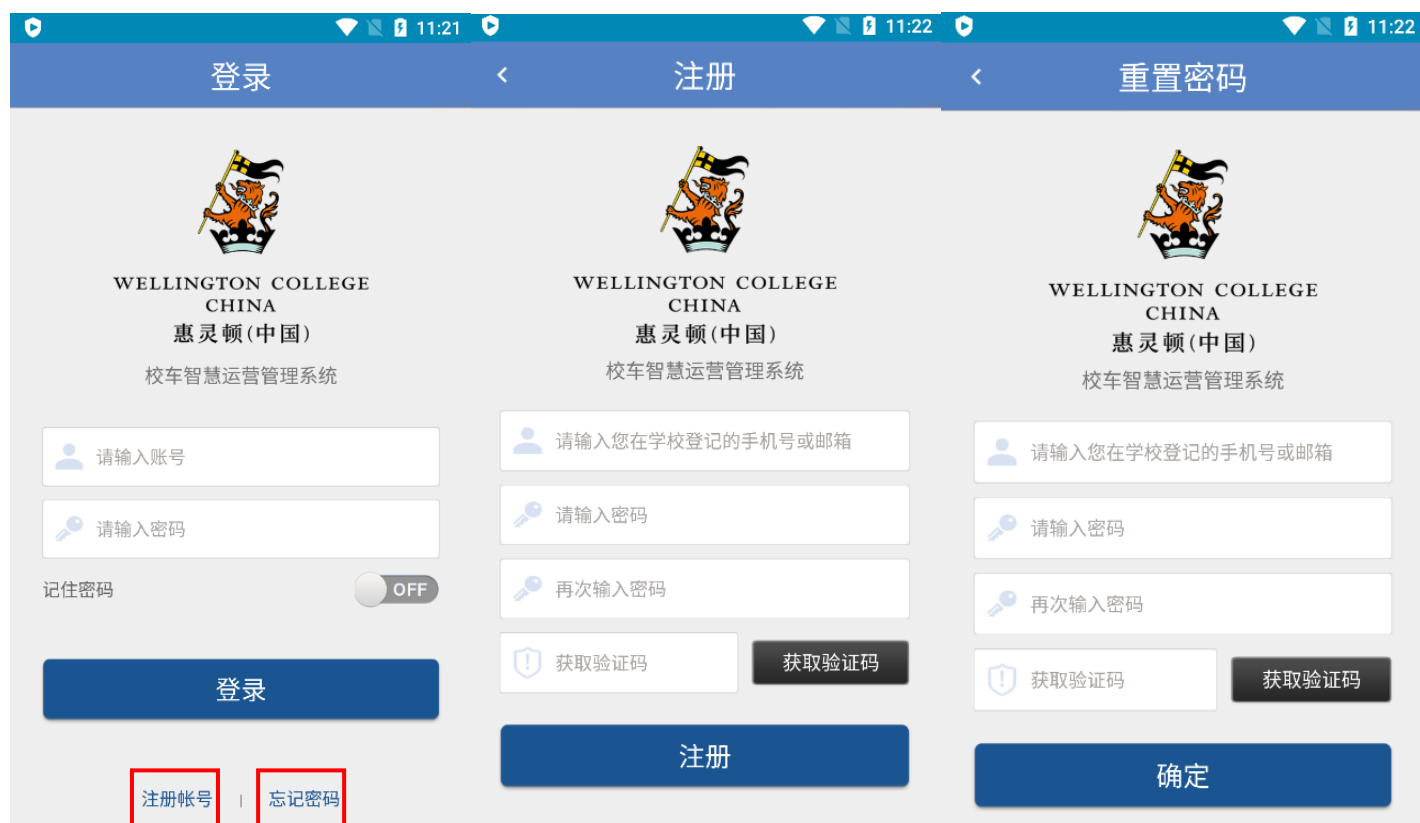 11:21
登录
WELLINGTON COLLEGE
CHINA
惠灵顿(中国)
校车智慧运营管理系统
请输入账号
请输入密码
记住密码 OFF
登录
注册帐号 | 忘记密码
11:22
注册
WELLINGTON COLLEGE
CHINA
惠灵顿(中国)
校车智慧运营管理系统
请输入您在学校登记的手机号或邮箱
请输入密码
再次输入密码
获取验证码 获取验证码
注册
11:22
重置密码
WELLINGTON COLLEGE
CHINA
惠灵顿(中国)
校车智慧运营管理系统
请输入您在学校登记的手机号或邮箱
请输入密码
再次输入密码
获取验证码 获取验证码
确定